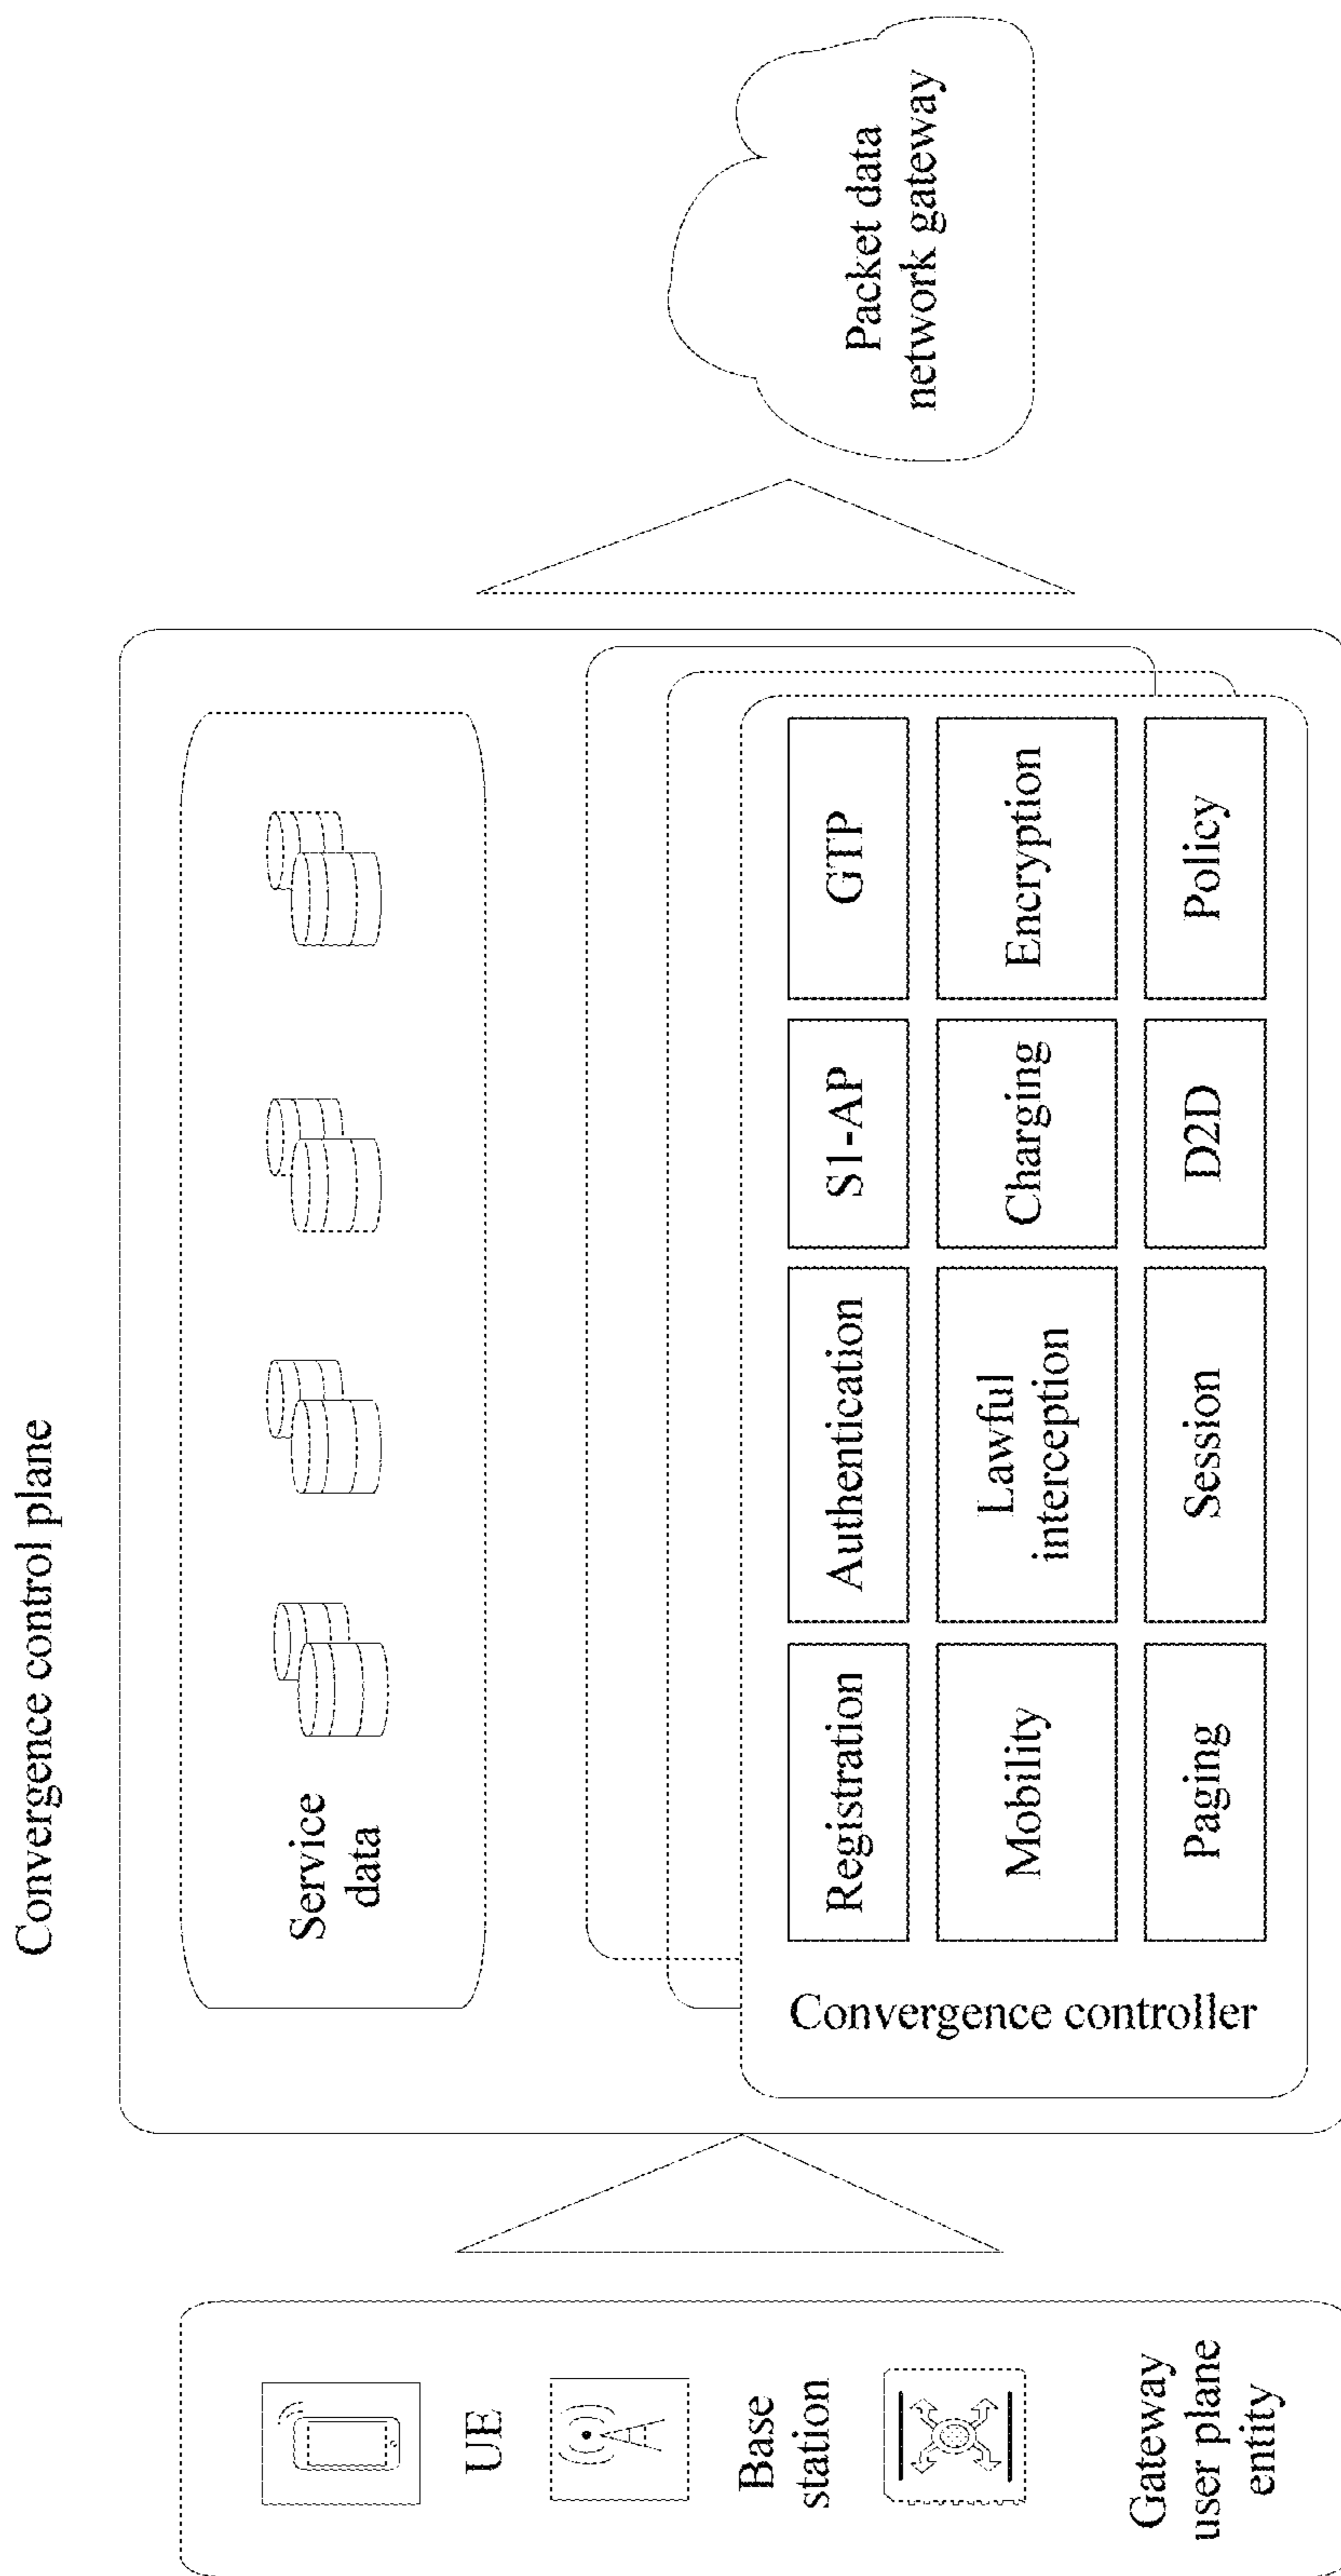 Convergence control plane
UE
Base
station
Gateway
user plane
entity
Service
data
Convergence controller
Registration
Authentication
S1-AP
GTP
Mobility
Lawful
interception
Charging
Encryption
Paging
Session
D2D
Policy
Packet data
network gateway